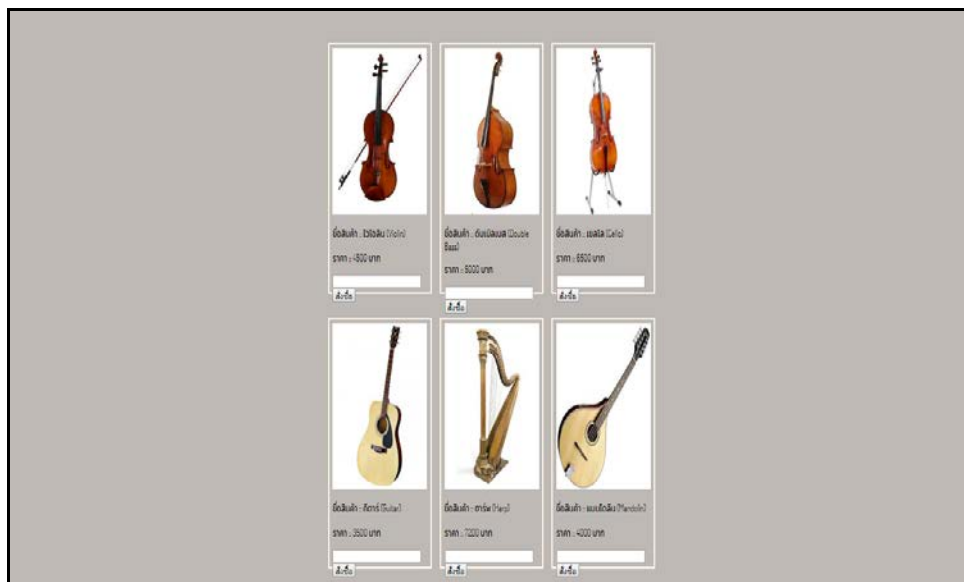 ชื่อสินค้า : ไวโอลิน (Violin)
ราคา : 4500 บาท
สั่งซื้อ
ชื่อสินค้า : ดับเบิลเบส (Double
Bass)
ราคา : 5000 บาท
สั่งซื้อ
ชื่อสินค้า : เชลโล (Cello)
ราคา : 6500 บาท
สั่งซื้อ
ชื่อสินค้า : กีตาร์ (Guitar)
ราคา : 3500 บาท
สั่งซื้อ
ชื่อสินค้า : ฮาร์พ (Harp)
ราคา : 7200 บาท
สั่งซื้อ
ชื่อสินค้า : แมนโดลิน (Mandolin)
ราคา : 4000 บาท
สั่งซื้อ